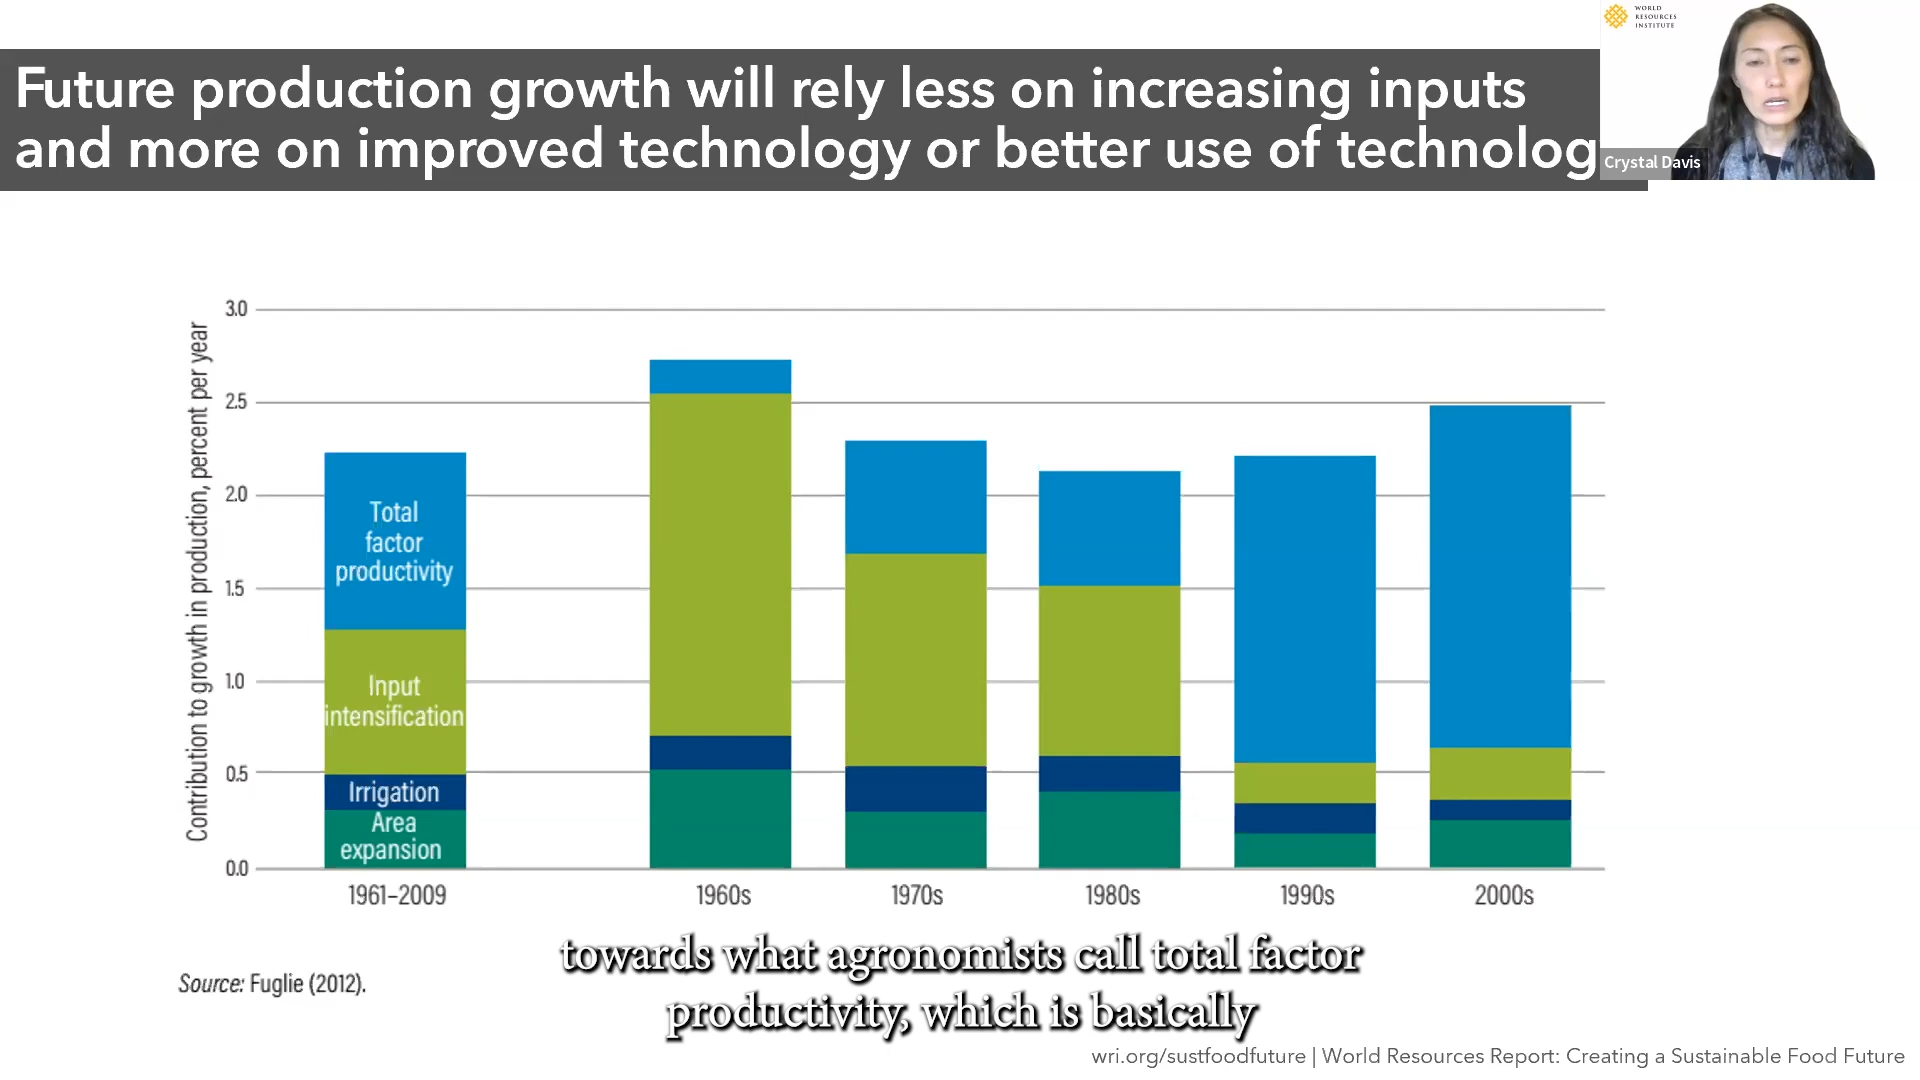 WORLD
RESOURCES
INSTITUTE
Future production growth will rely less on increasing inputs
and more on improved technology or better use of technolog
Crystal Davis
Contribution to growth in production, percent per year
3.0
2.5
2.0
1.5
1.0
0.5
0.0
Total
factor
productivity
Input
intensification
Irrigation
Area
expansion
1961–2009
1960s
1970s
1980s
1990s
2000s
Source: Fuglie (2012).
towards what agronomists call total factor
productivity, which is basically
wri.org/sustfoodfuture | World Resources Report: Creating a Sustainable Food Future